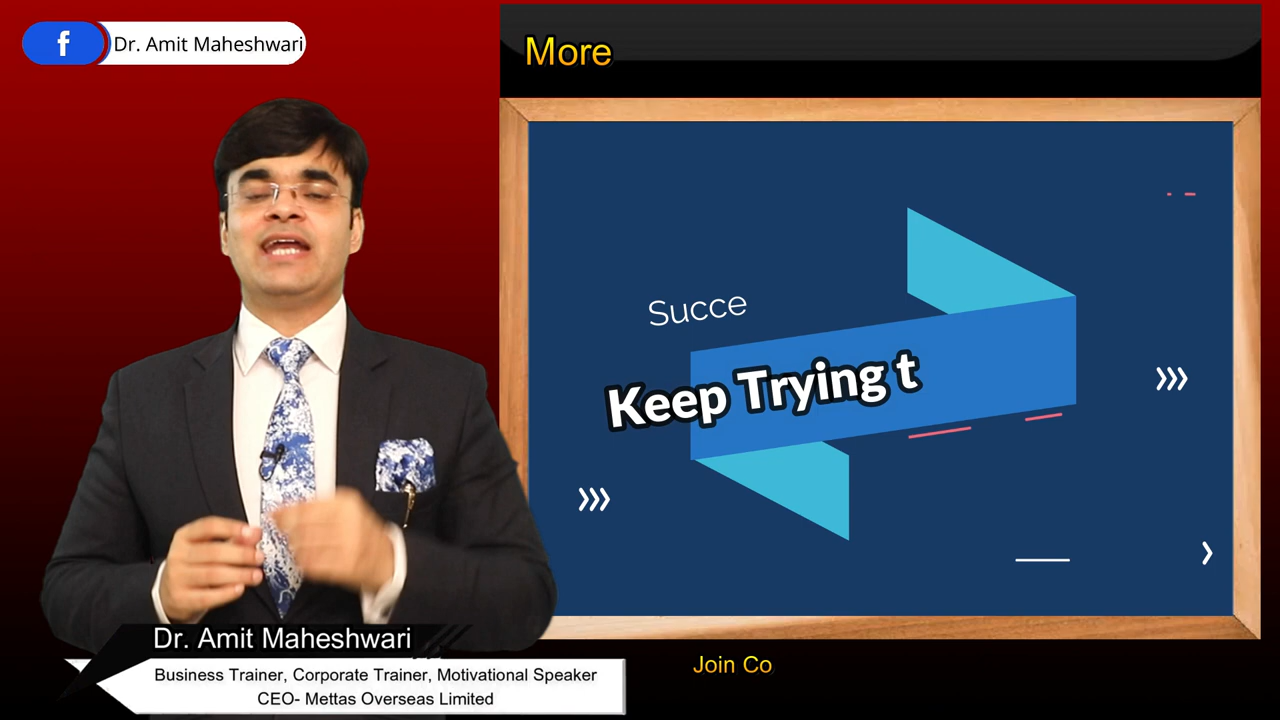 f
Dr. Amit Maheshwari
More
Succe
Keep Trying t
Dr. Amit Maheshwari
Business Trainer, Corporate Trainer, Motivational Speaker
CEO- Mettas Overseas Limited
Join Co